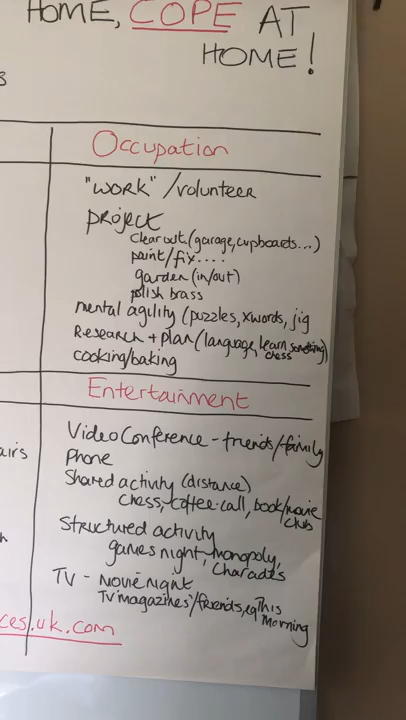 HOME, COPE AT
HOME!
s
Occupation
"WORK" / volunteer
project
clear out (garage, cupboards...)
paint/fix....
garden (in/out)
polish brass
mental agility (puzzles, xwords, jig
Research + plan (language, learn something)
chess
cooking/baking
Entertainment
Video Conference - friends/family
airs
Phone
Shared activity (distance)
chess, coffee-call, book/movie
club
Structured activity
h
games night, monopoly,
charades
TV - movie night
TV 'magazines'/friends, eg This
Morning
ces.uk.com